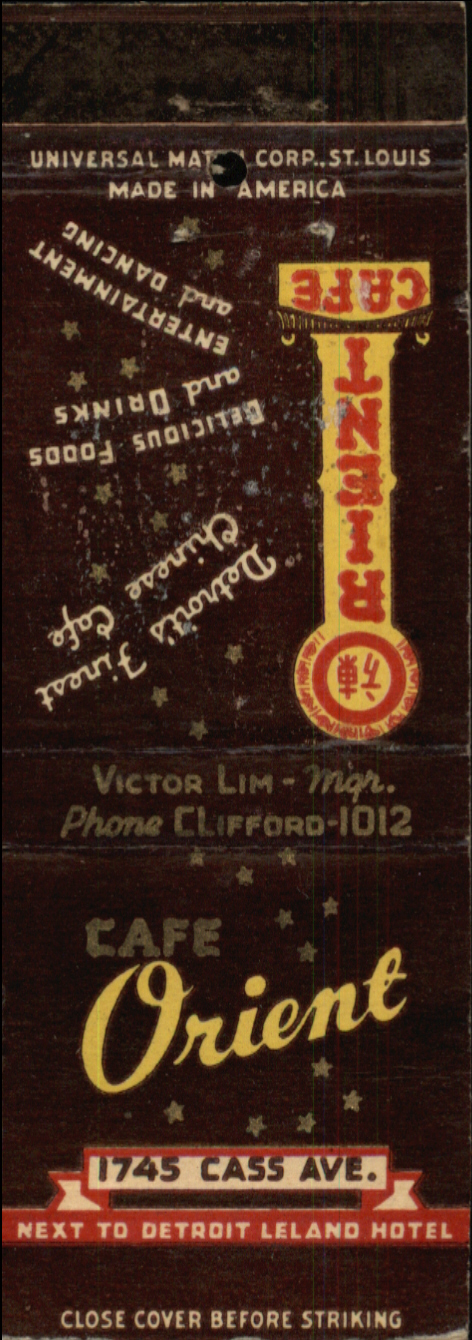 UNIVERSAL MATCH CORP., ST. LOUIS
MADE IN AMERICA
CAFE
ORIENT
福
"Detroit's Finest
Chinese Cafe
DELICIOUS FOODS
and DRINKS
ENTERTAINMENT
and DANCING
VICTOR LIM - Mgr.
Phone CLIFFORD-1012
CAFE
Orient
1745 CASS AVE.
NEXT TO DETROIT LELAND HOTEL
CLOSE COVER BEFORE STRIKING